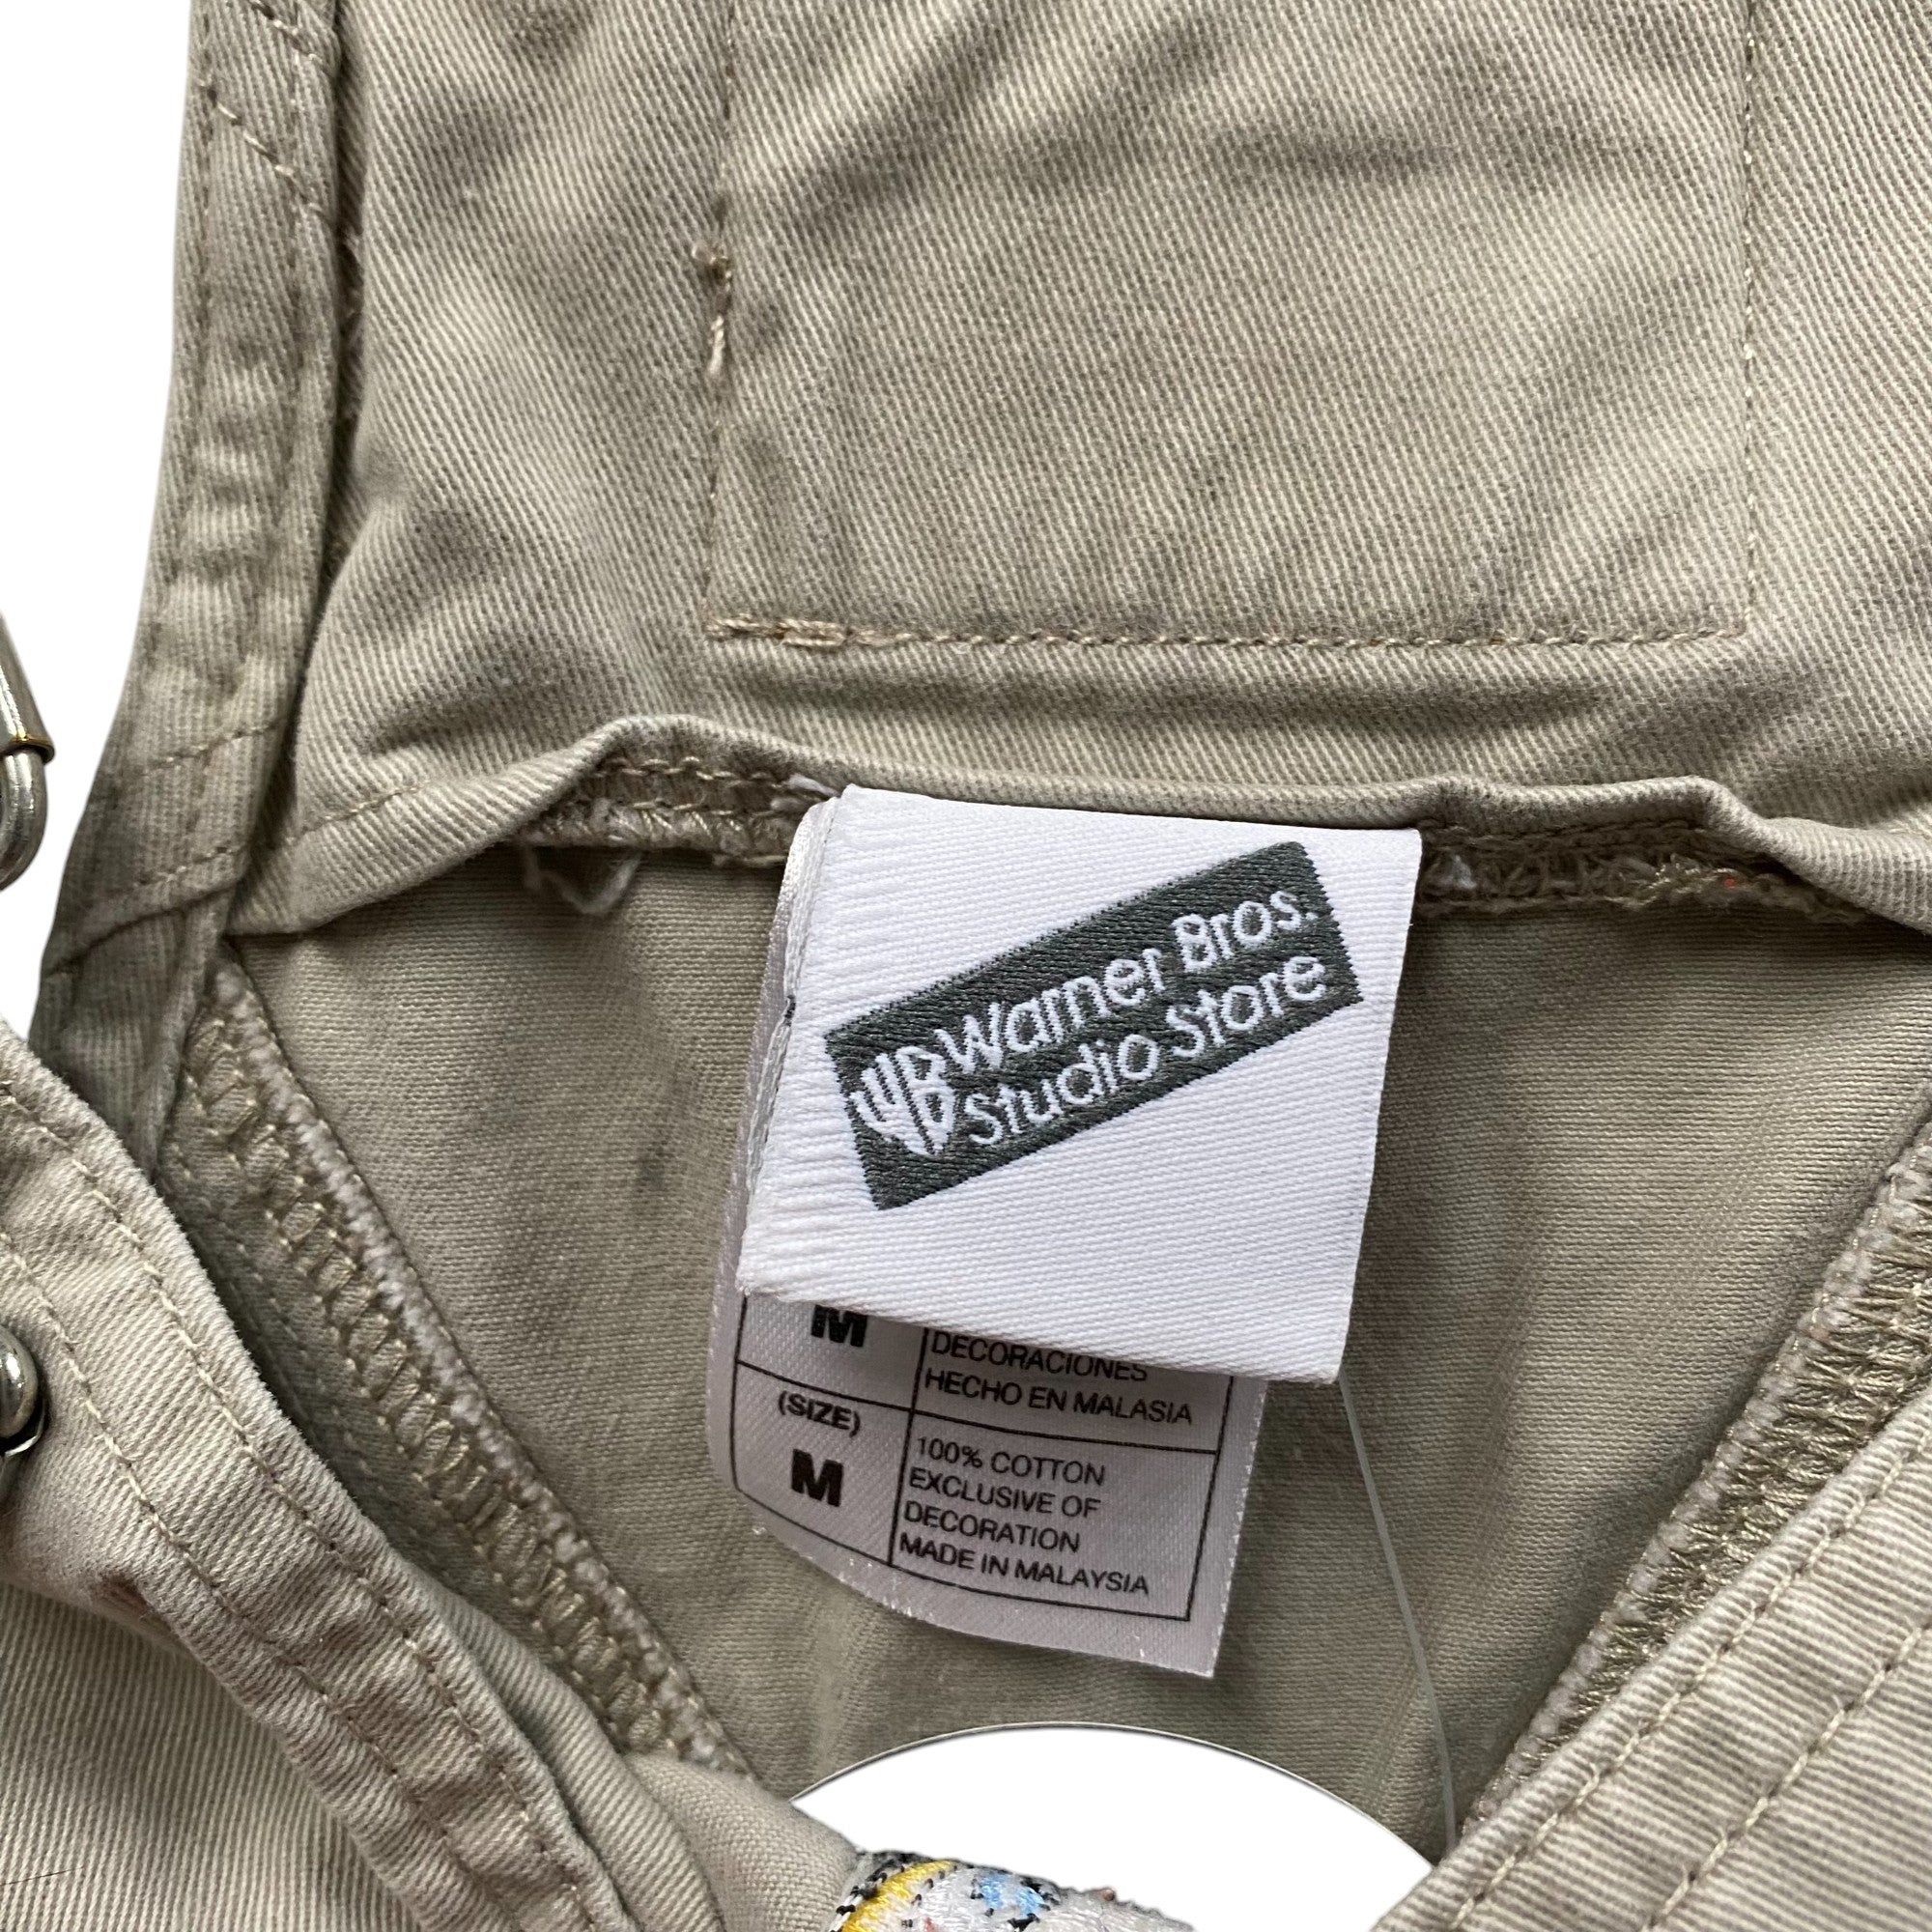 WB Warner Bros.
Studio Store
M
DECORACIONES
HECHO EN MALASIA
(SIZE)
M
100% COTTON
EXCLUSIVE OF
DECORATION
MADE IN MALAYSIA